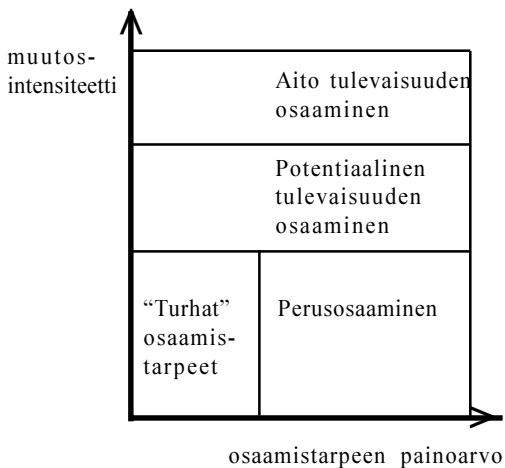 muutos-
intensiteetti
Aito tulevaisuuden
osaaminen
Potentiaalinen
tulevaisuuden
osaaminen
“Turhat”
osaamis-
tarpeet
Perusosaaminen
osaamistarpeen painoarvo